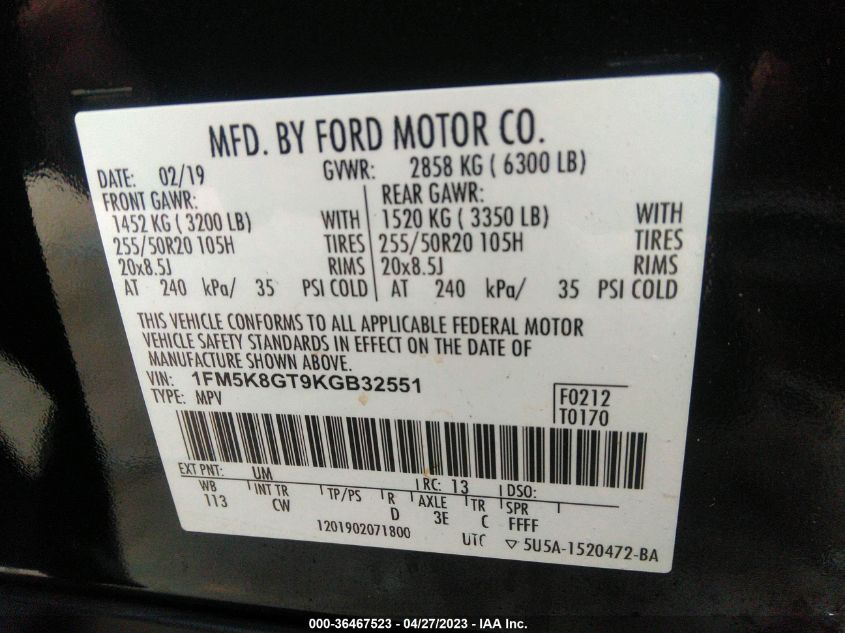 MFD. BY FORD MOTOR CO.
DATE: 02/19 GVWR: 2858 KG ( 6300 LB)
FRONT GAWR: REAR GAWR:
1452 KG ( 3200 LB) WITH 1520 KG ( 3350 LB) WITH
255/50R20 105H TIRES 255/50R20 105H TIRES
20x8.5J RIMS 20x8.5J RIMS
AT 240 kPa/ 35 PSI COLD AT 240 kPa/ 35 PSI COLD
THIS VEHICLE CONFORMS TO ALL APPLICABLE FEDERAL MOTOR
VEHICLE SAFETY STANDARDS IN EFFECT ON THE DATE OF
MANUFACTURE SHOWN ABOVE.
VIN: 1FM5K8GT9KGB32551
TYPE: MPV F0212
T0170
EXT PNT: UM RC: 13 DSO:
WB INT TR TP/PS R AXLE TR SPR
113 CW D 3E C FFFF
1201902071800 UTC ▽ 5U5A-1520472-BA
000-36467523 - 04/27/2023 - IAA Inc.